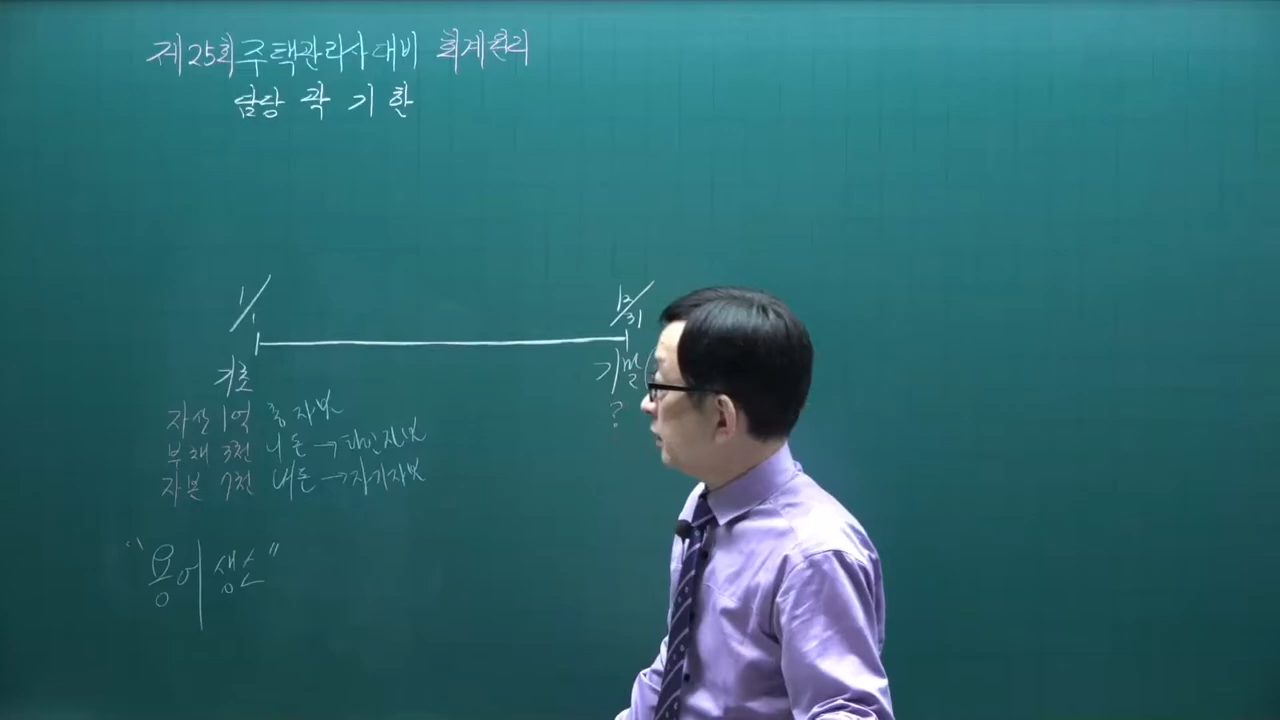 제25회 주택관리사대비 회계원리
담당 곽 기 환
1/1
12/31
기초
기말(
?
자산 1억 총자본
부채 3천 니돈 → 타인자본
자본 7천 내돈 → 자기자본
"용어 생소"